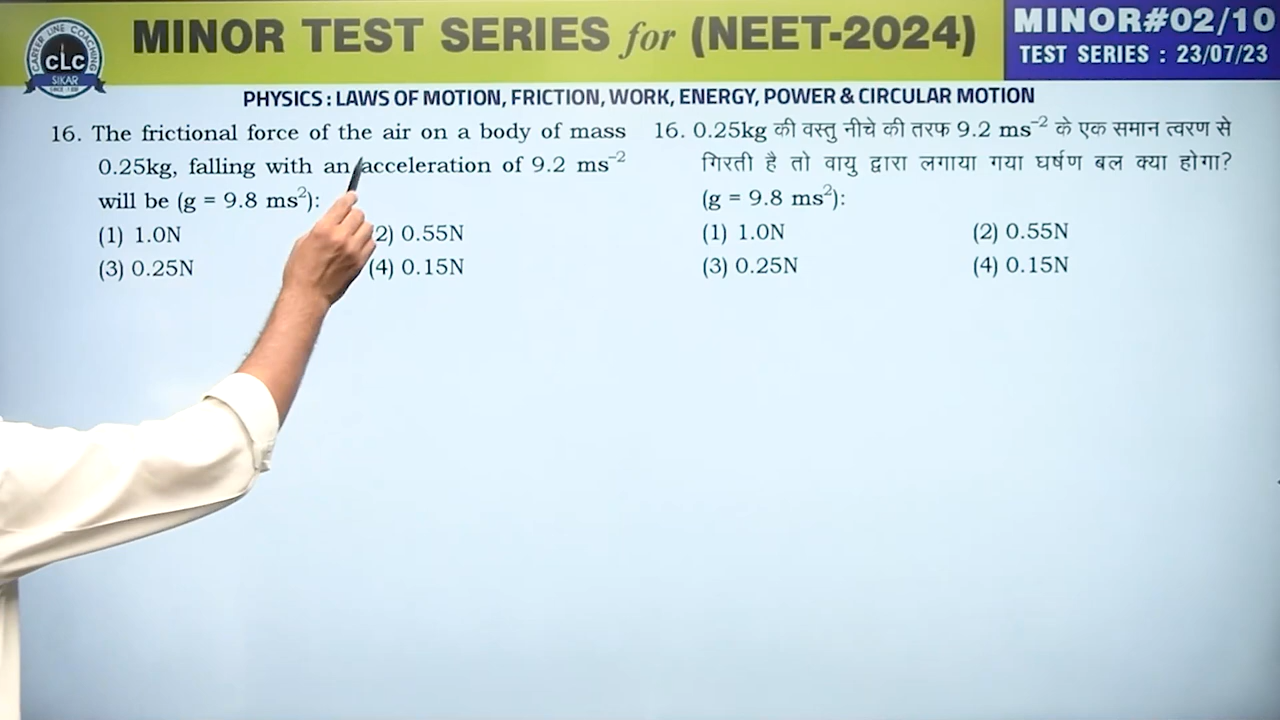 MINOR TEST SERIES for (NEET-2024)
MINOR#02/10
TEST SERIES : 23/07/23
CAREER LINE COACHING
CLC
SIKAR
PHYSICS : LAWS OF MOTION, FRICTION, WORK, ENERGY, POWER & CIRCULAR MOTION
16. The frictional force of the air on a body of mass
0.25kg, falling with an acceleration of 9.2 ms⁻²
will be (g = 9.8 ms²):
(1) 1.0N 2) 0.55N
(3) 0.25N (4) 0.15N
16. 0.25kg की वस्तु नीचे की तरफ 9.2 ms⁻² के एक समान त्वरण से
गिरती है तो वायु द्वारा लगाया गया घर्षण बल क्या होगा?
(g = 9.8 ms²):
(1) 1.0N (2) 0.55N
(3) 0.25N (4) 0.15N